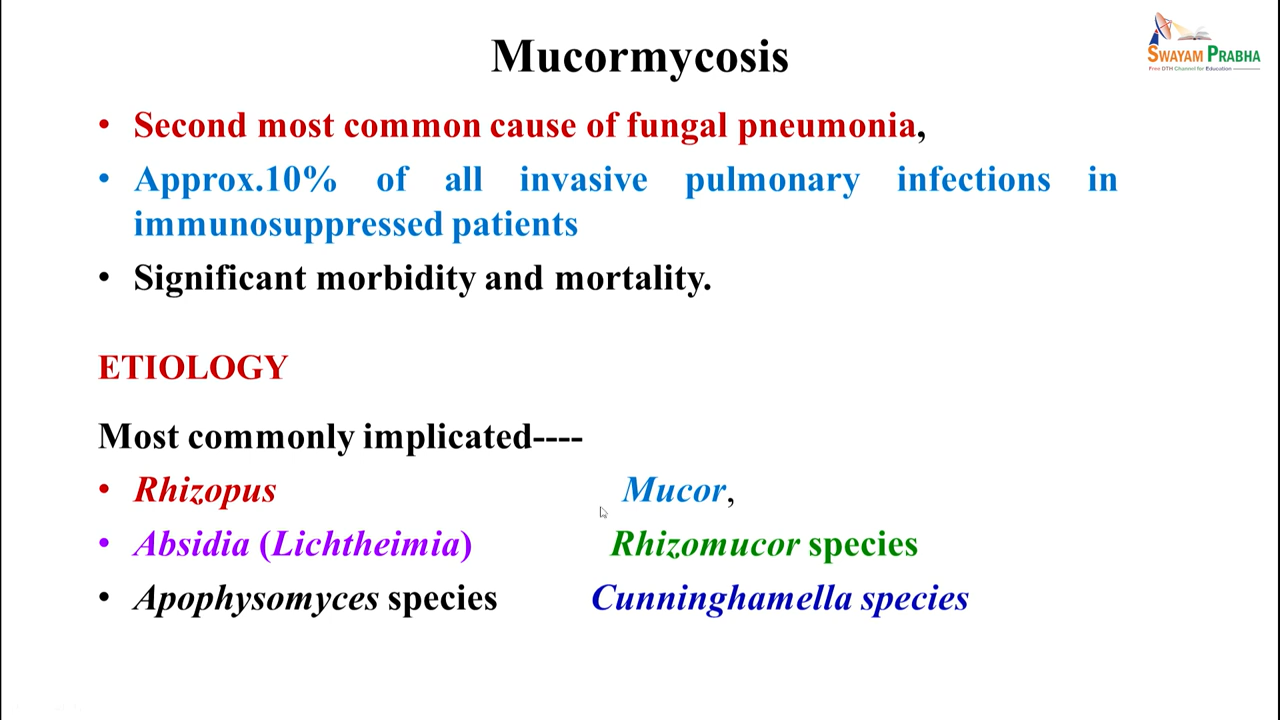 Mucormycosis
SWAYAM PRABHA
Free DTH Channel for Education
• Second most common cause of fungal pneumonia,
• Approx.10% of all invasive pulmonary infections in
immunosuppressed patients
• Significant morbidity and mortality.
ETIOLOGY
Most commonly implicated----
• Rhizopus Mucor,
• Absidia (Lichtheimia) Rhizomucor species
• Apophysomyces species Cunninghamella species